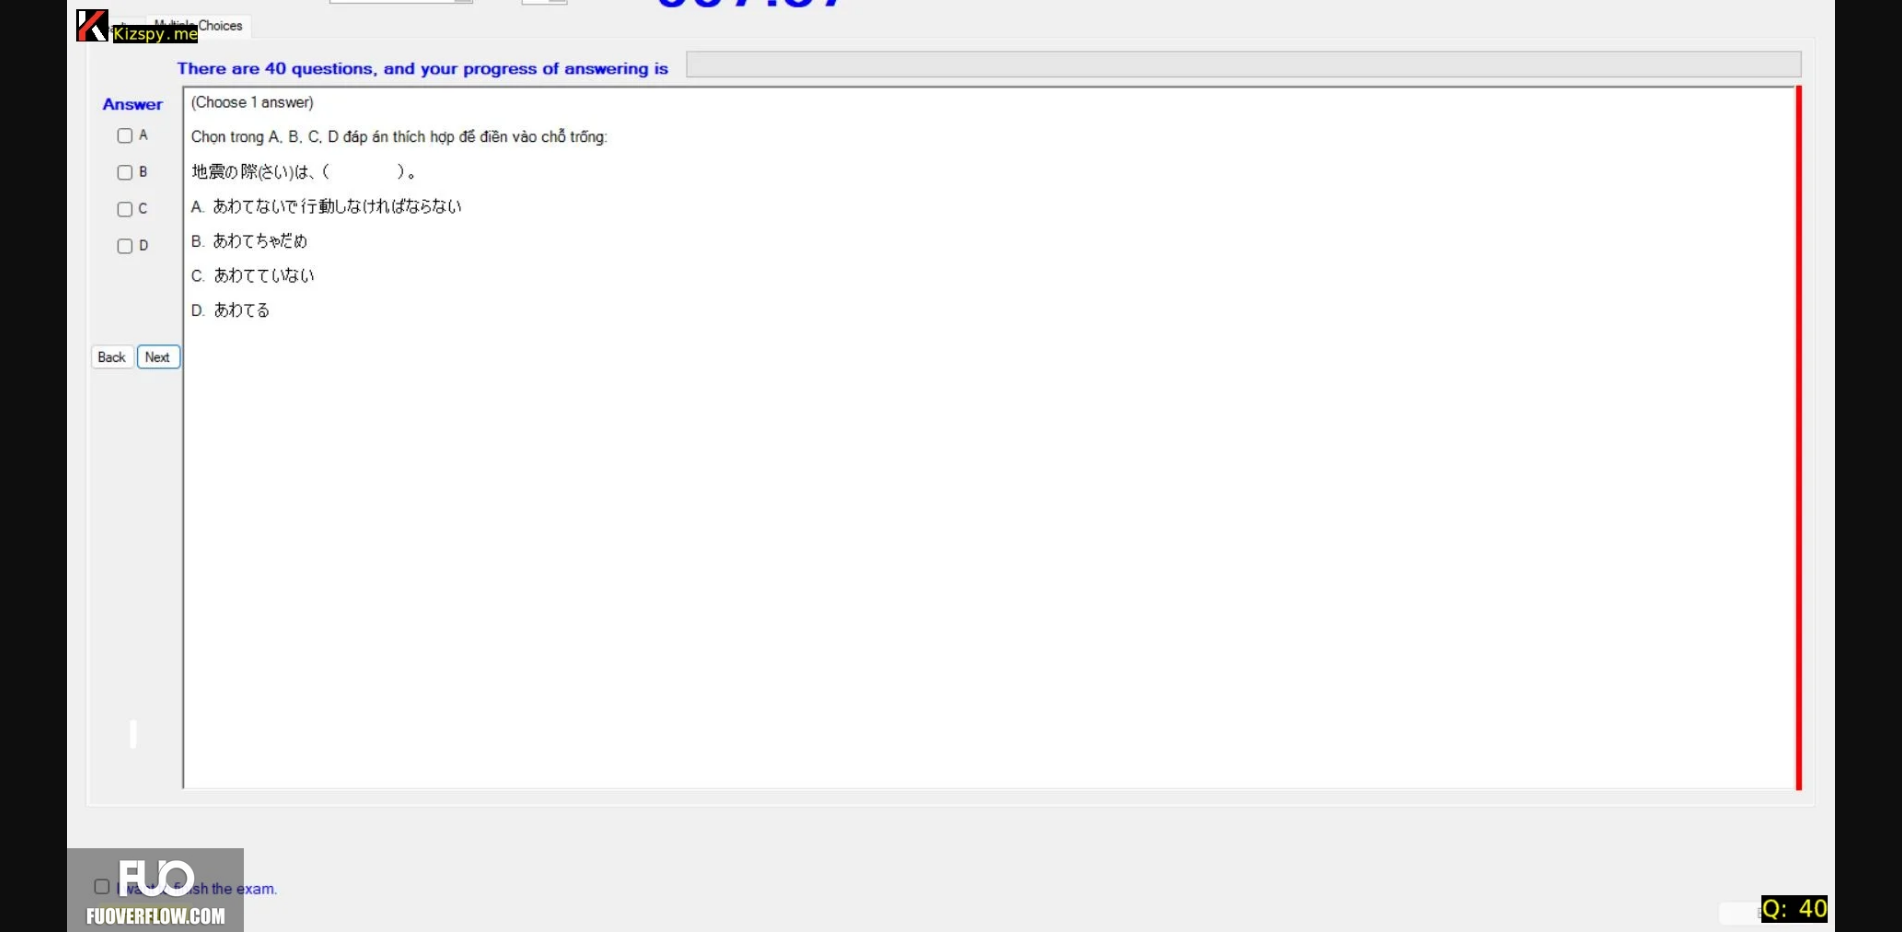 Multiple Choices
Kizspy.me
There are 40 questions, and your progress of answering is
Answer
(Choose 1 answer)
A
Chọn trong A, B, C, D đáp án thích hợp để điền vào chỗ trống:
B
地震の際(さい)は、（　　　　）。
C
A. あわてないで行動しなければならない
D
B. あわてちゃだめ
C. あわてていない
D. あわてる
Back Next
FUO
finish the exam.
FUOVERFLOW.COM
Q: 40